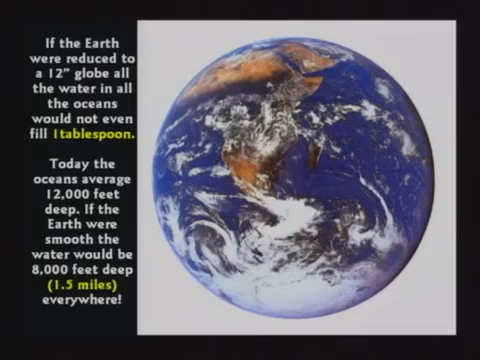 If the Earth
were reduced to
a 12" globe all
the water in all
the oceans
would not even
fill 1tablespoon.
Today the
oceans average
12,000 feet
deep. If the
Earth were
smooth the
water would be
8,000 feet deep
(1.5 miles)
everywhere!